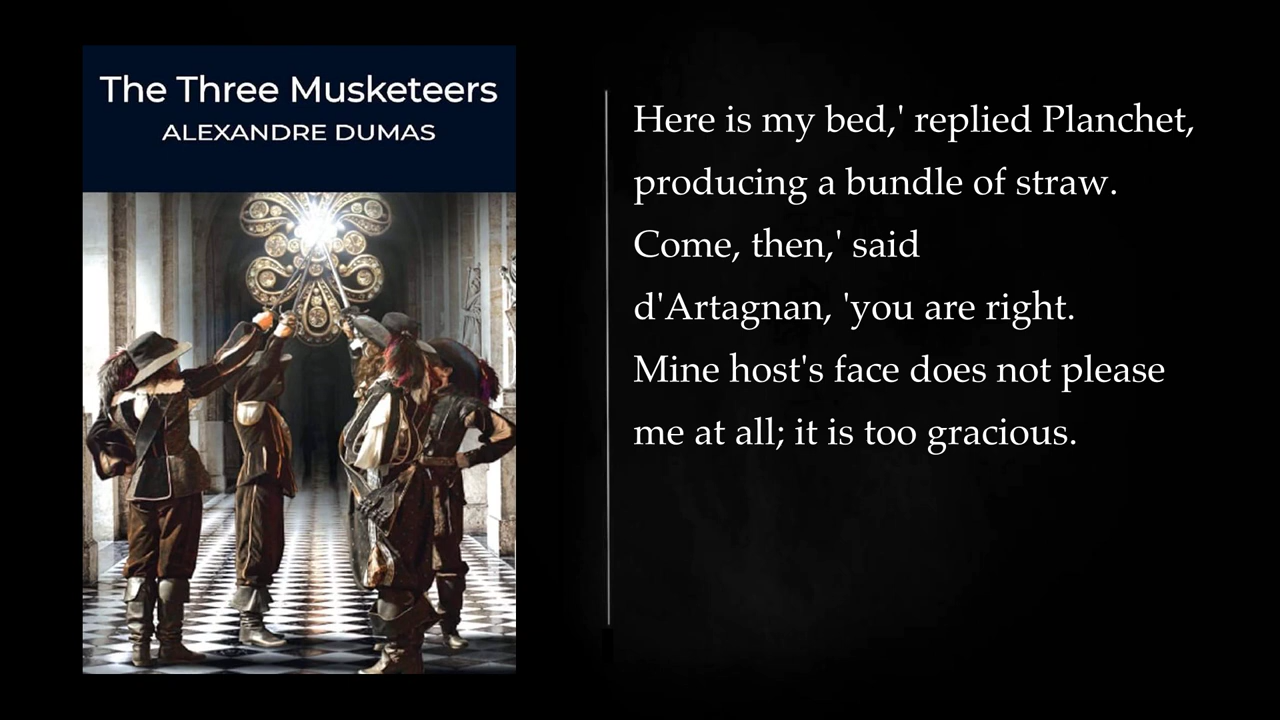 The Three Musketeers
ALEXANDRE DUMAS
Here is my bed,' replied Planchet,
producing a bundle of straw.
Come, then,' said
d'Artagnan, 'you are right.
Mine host's face does not please
me at all; it is too gracious.